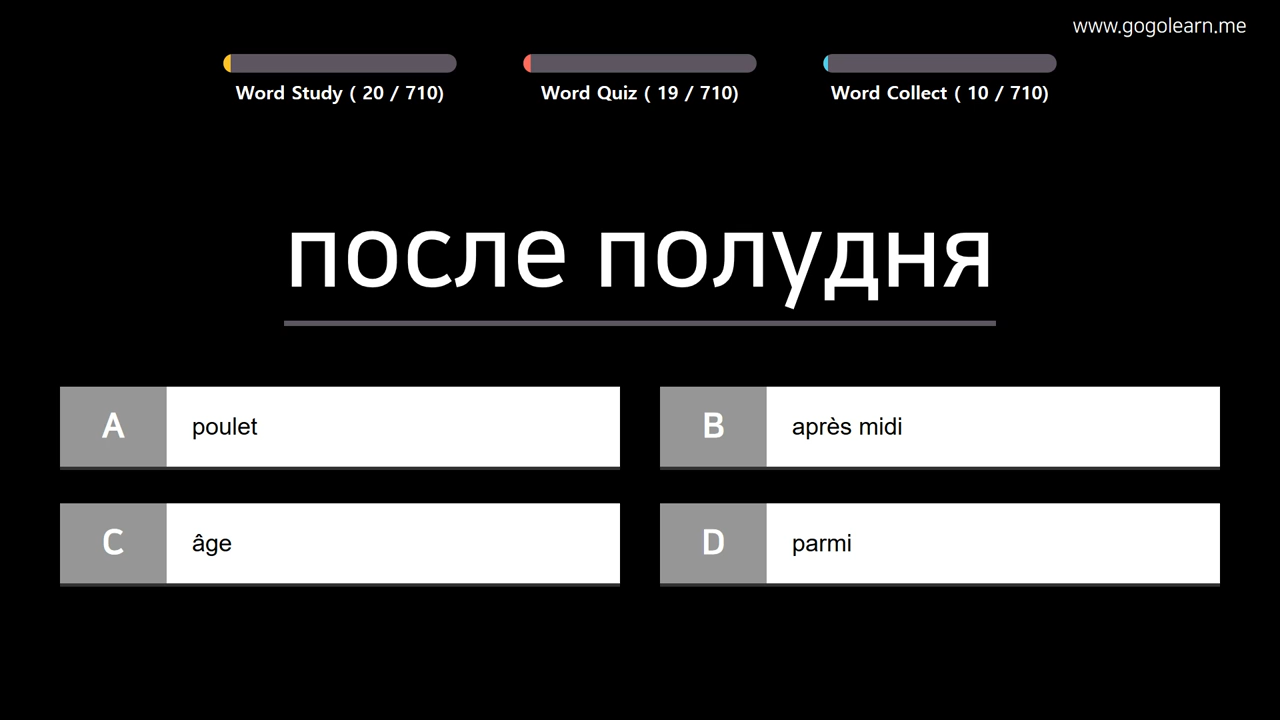 www.gogolearn.me
Word Study ( 20 / 710)
Word Quiz ( 19 / 710)
Word Collect ( 10 / 710)
после полудня
A poulet
B après midi
C âge
D parmi